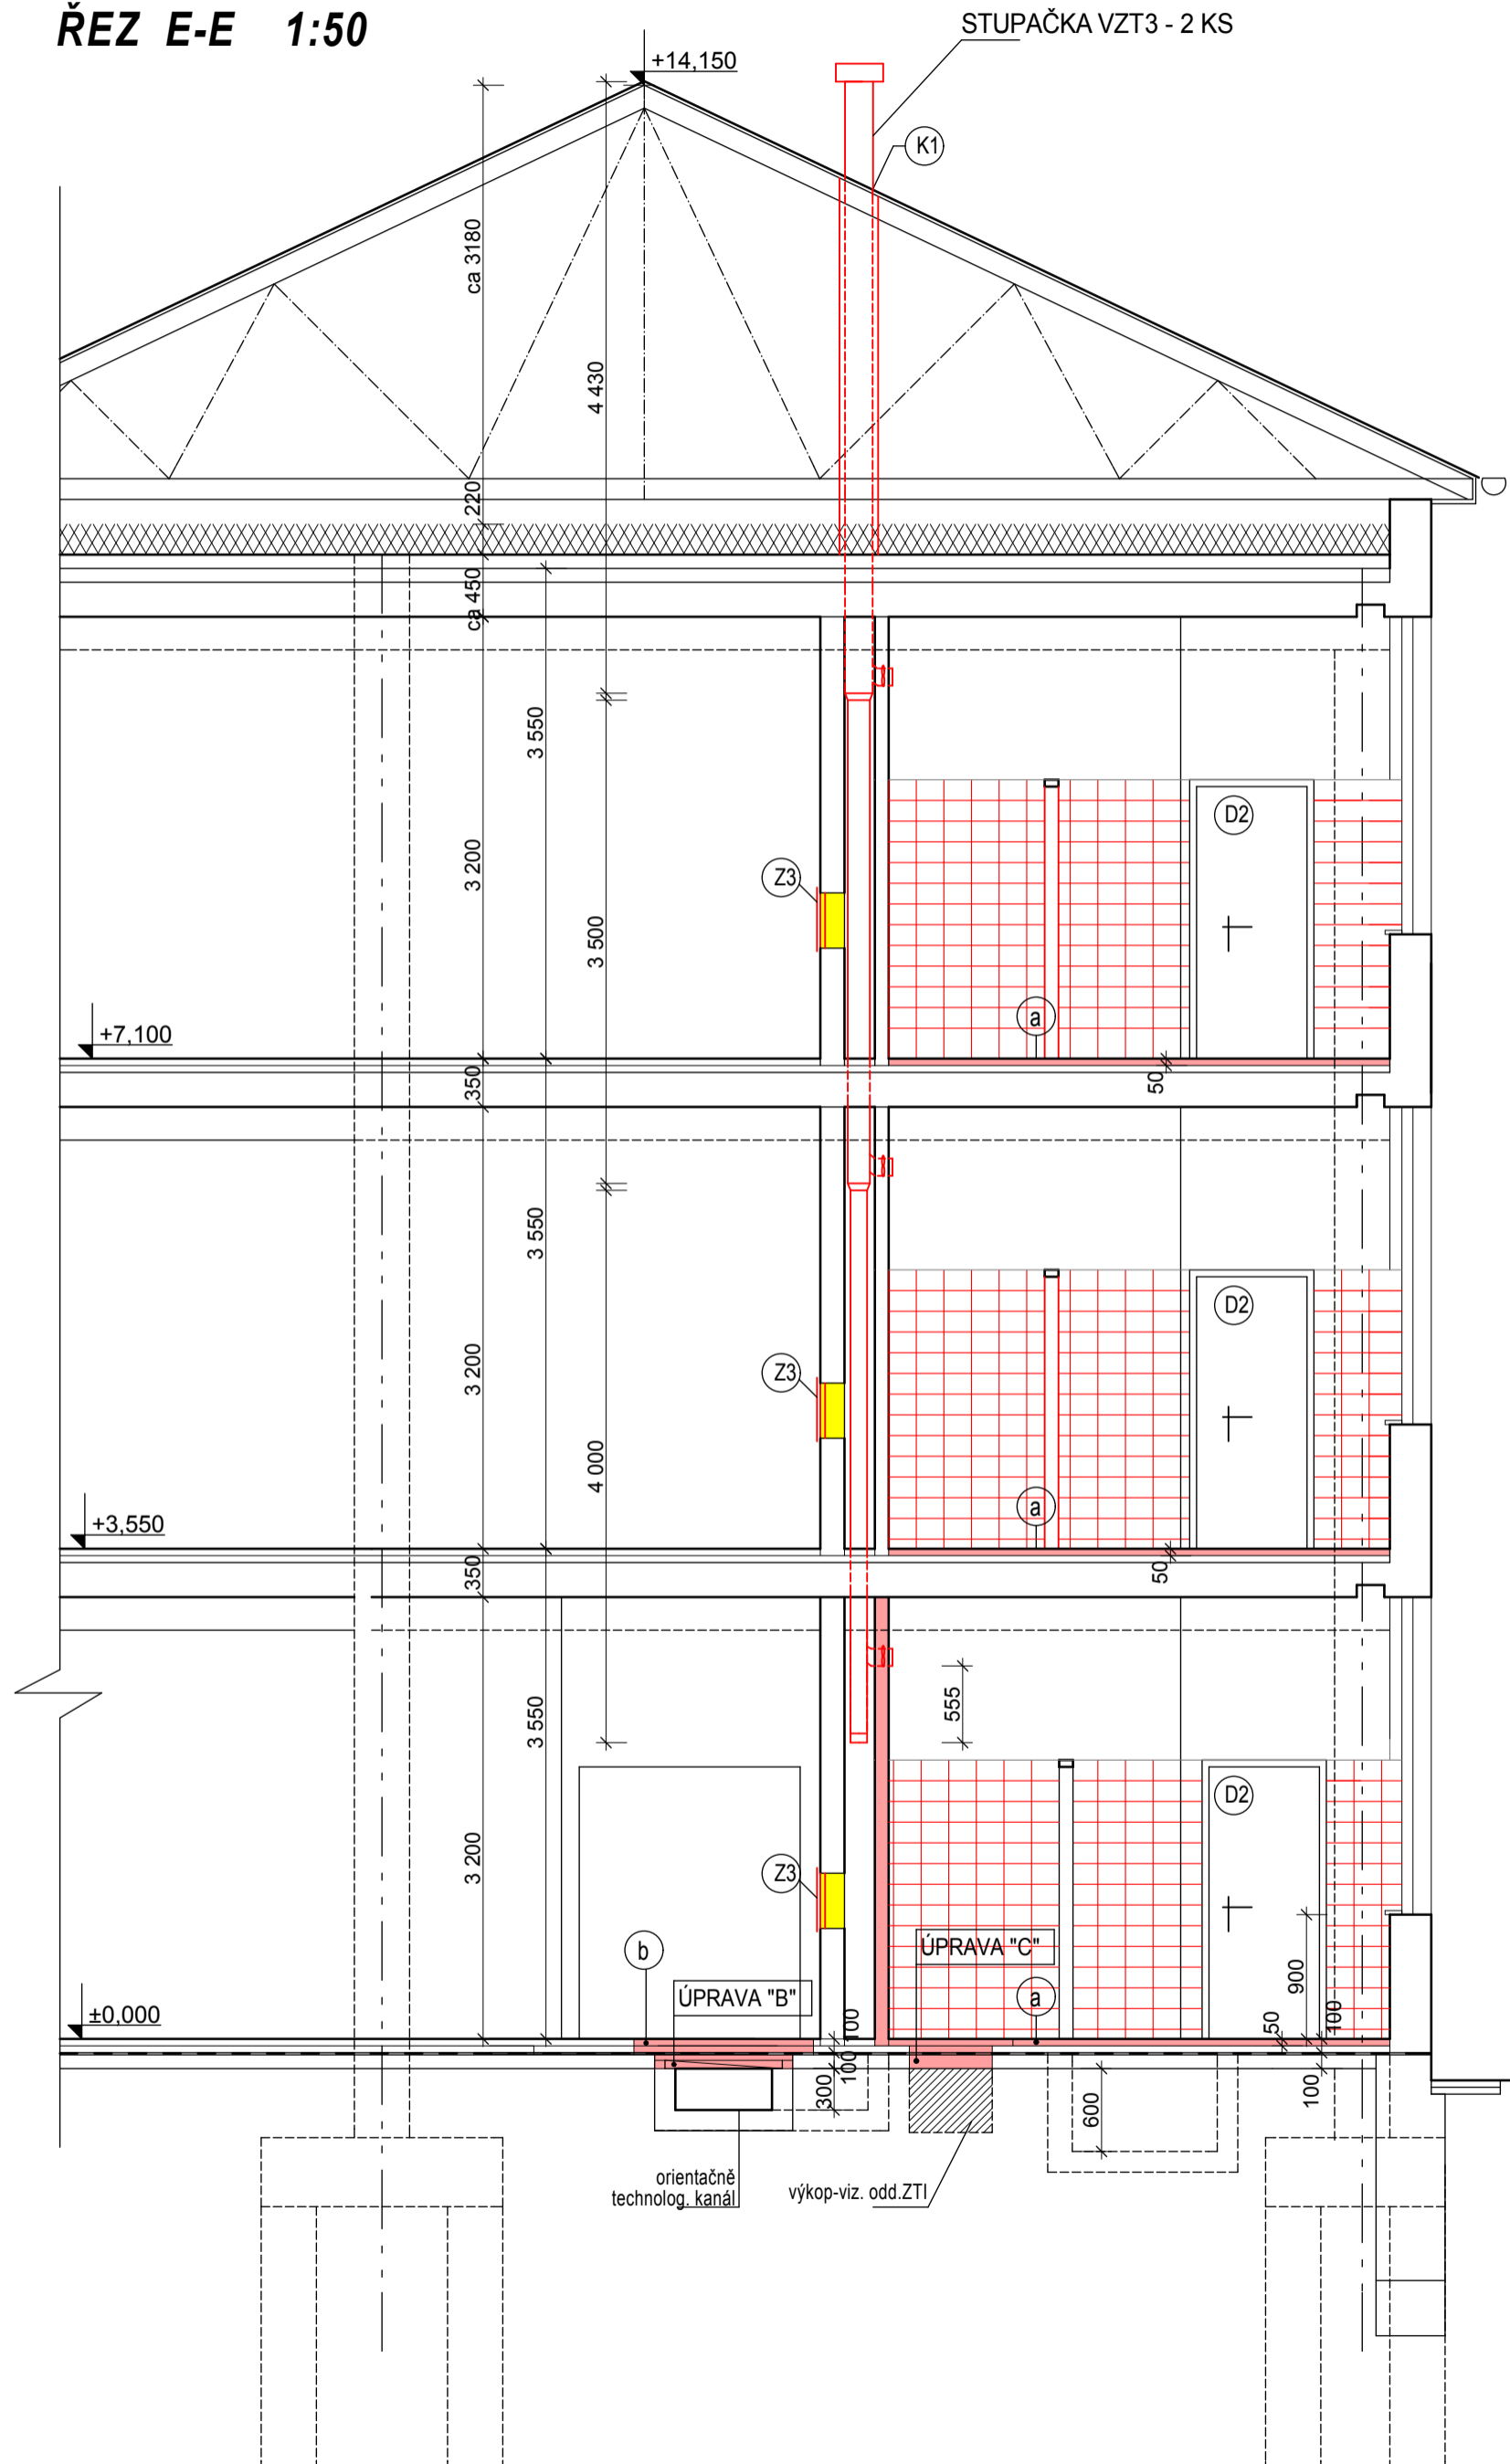 ŘEZ E-E 1:50
STUPAČKA VZT3 - 2 KS
+14,150
K1
ca 3180
4 430
220
ca 450
3 550
D2
3 200
Z3
3 500
a
+7,100
350
50
3 550
D2
3 200
Z3
4 000
a
+3,550
350
50
555
3 550
D2
3 200
Z3
b
ÚPRAVA "C"
ÚPRAVA "B"
a
900
±0,000
100
50
100
100
300
600
100
orientačně
technolog. kanál
výkop-viz. odd.ZTI